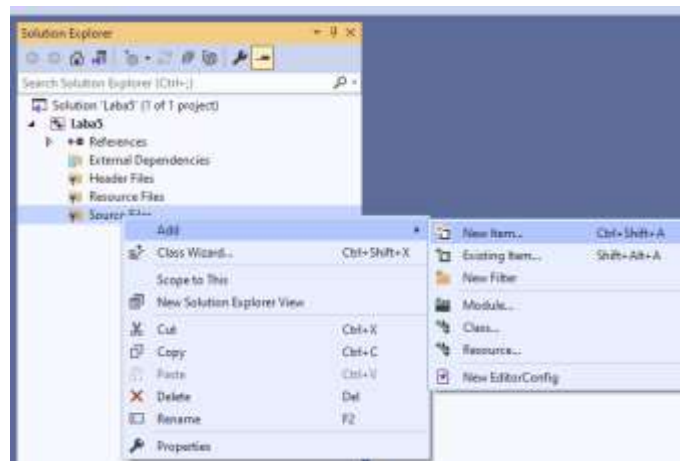 Solution Explorer
Search Solution Explorer (Ctrl+;)
Solution 'Laba5' (1 of 1 project)
Laba5
References
External Dependencies
Header Files
Resource Files
Source Files
Add
Class Wizard... Ctrl+Shift+X
Scope to This
New Solution Explorer View
Cut Ctrl+X
Copy Ctrl+C
Paste Ctrl+V
Delete Del
Rename F2
Properties
New Item... Ctrl+Shift+A
Existing Item... Shift+Alt+A
New Filter
Module...
Class...
Resource...
New EditorConfig